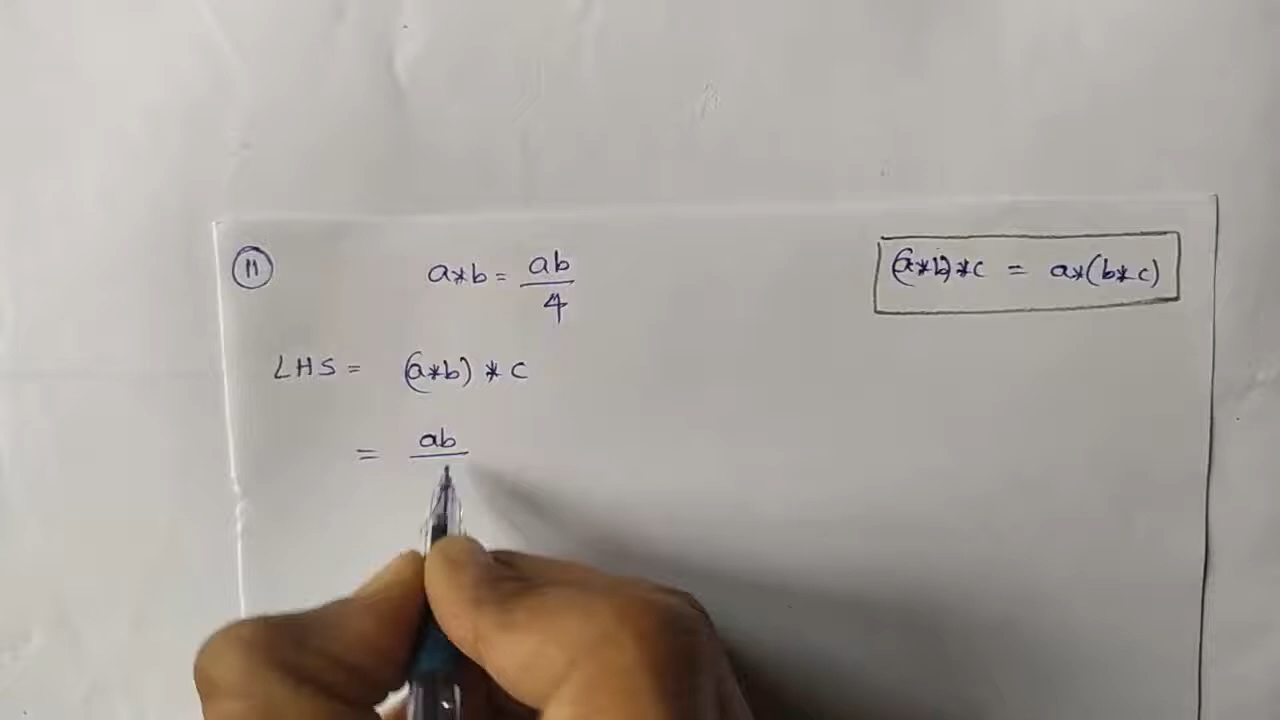 11 a*b = ab/4
(a*b)*c = a*(b*c)
LHS = (a*b) * c
= ab